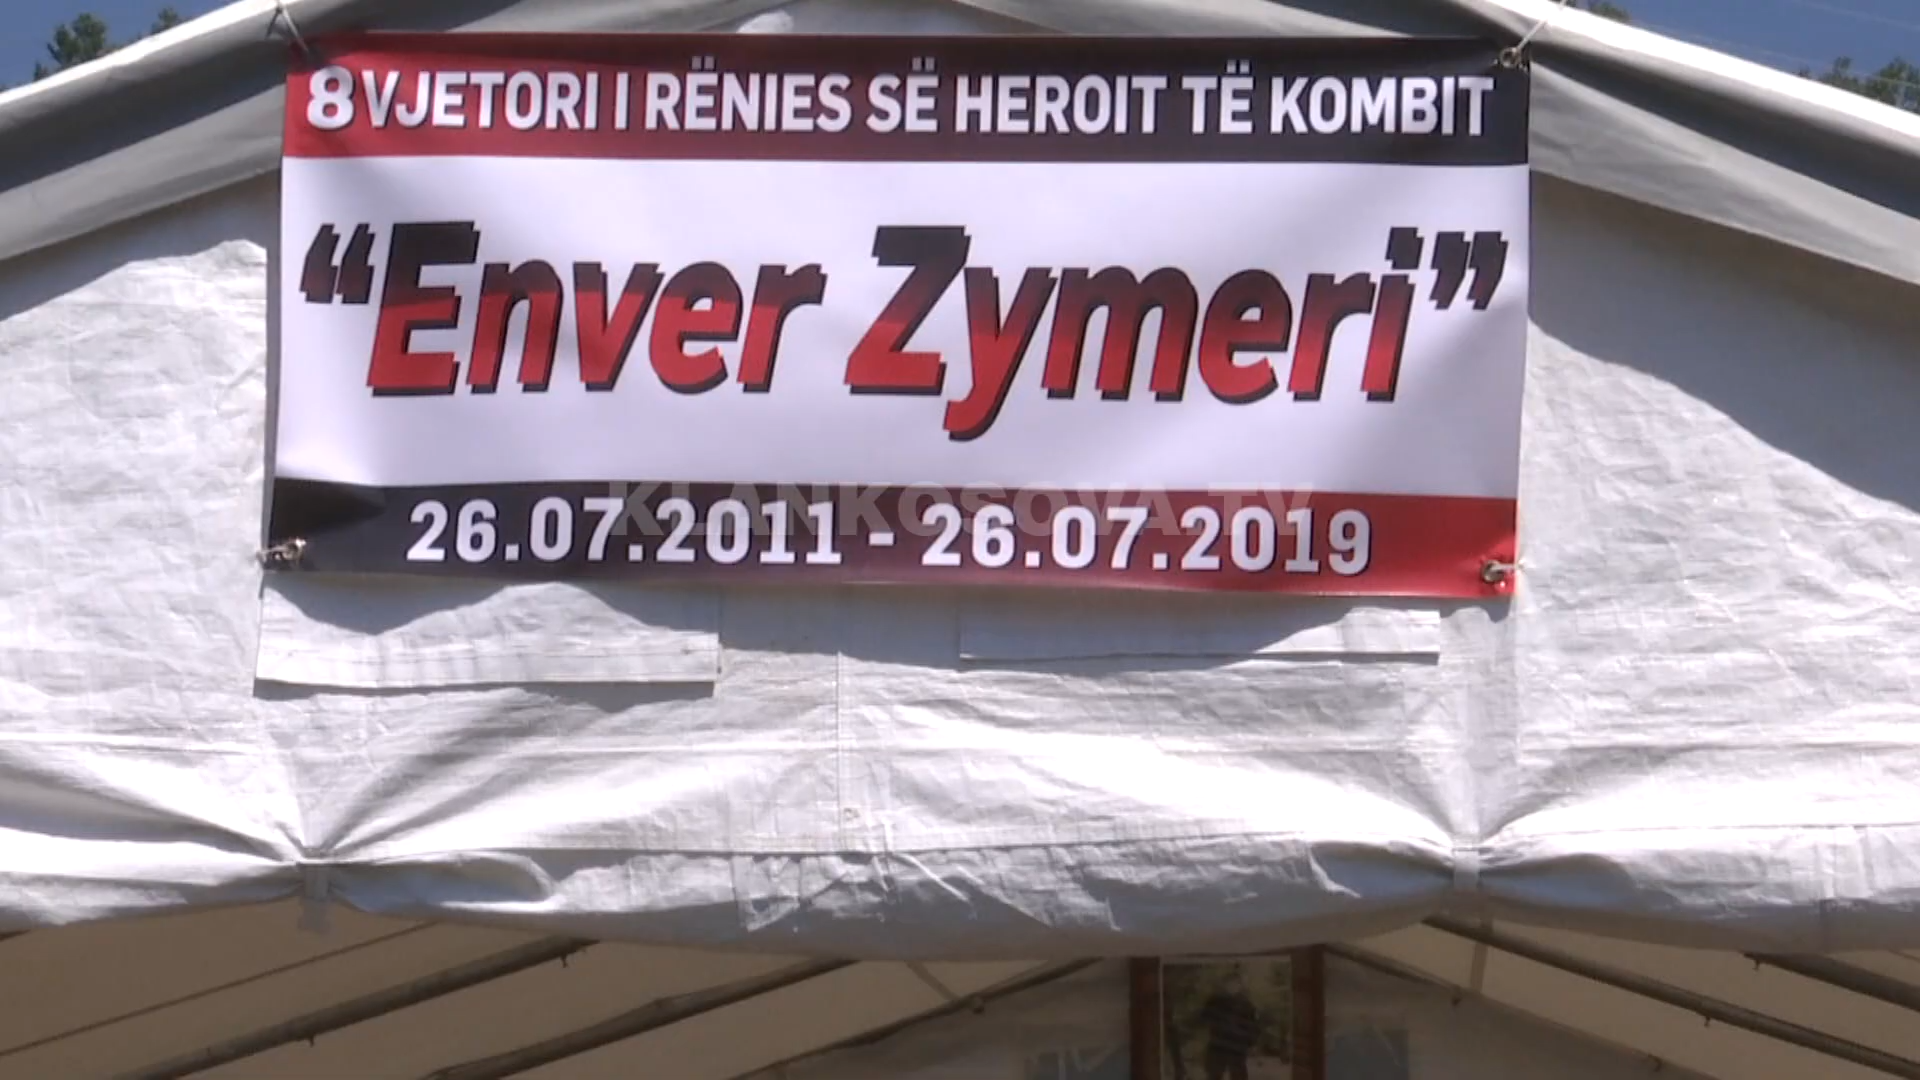 8 VJETORI I RËNIES SË HEROIT TË KOMBIT
“Enver Zymeri”
26.07.2011 - 26.07.2019
KLANKOSOVA.TV